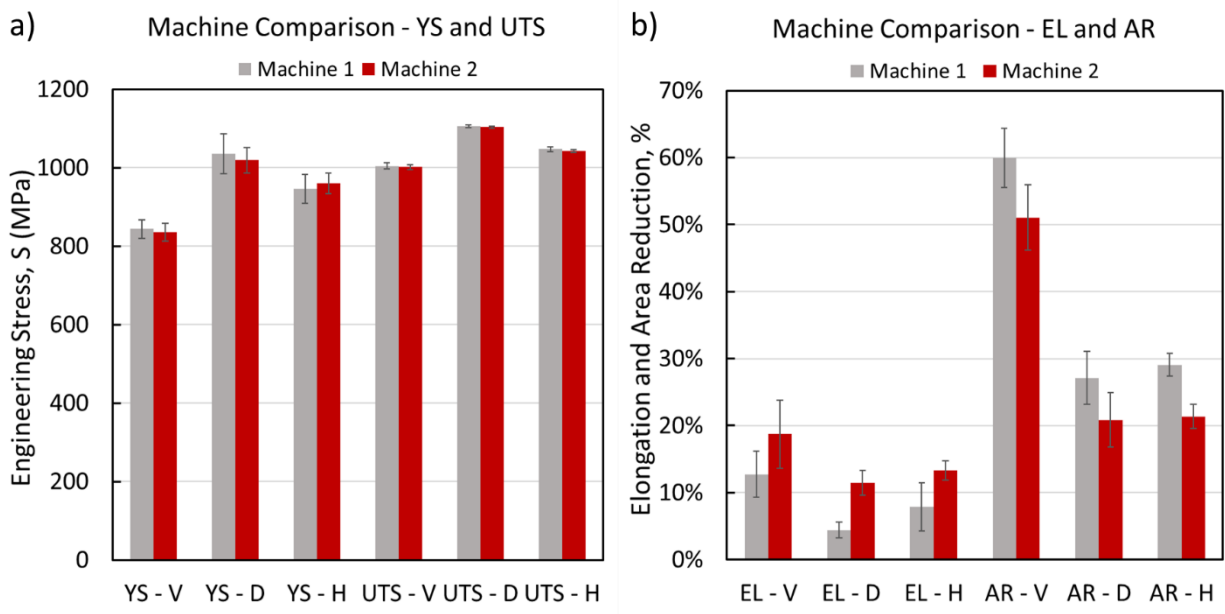 a)
Machine Comparison - YS and UTS
Machine 1 Machine 2
Engineering Stress, S (MPa)
1200
1000
800
600
400
200
0
YS - V YS - D YS - H UTS - V UTS - D UTS - H
b)
Machine Comparison - EL and AR
Machine 1 Machine 2
Elongation and Area Reduction, %
70%
60%
50%
40%
30%
20%
10%
0%
EL - V EL - D EL - H AR - V AR - D AR - H